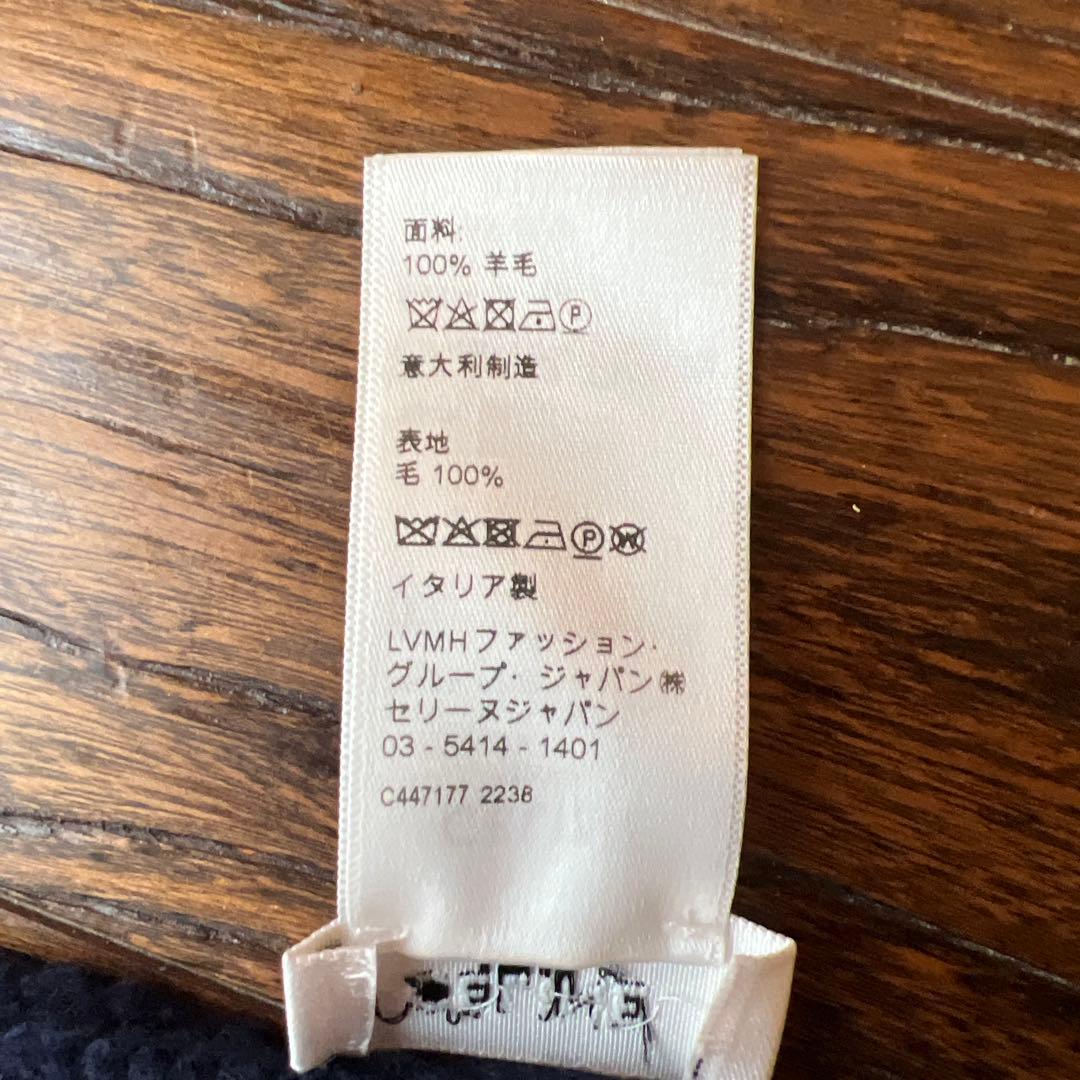 面料:
100% 羊毛
P
意大利制造
表地
毛 100%
P W
イタリア製
LVMHファッション・
グループ・ジャパン㈱
セリーヌジャパン
03 - 5414 - 1401
C447177 2238